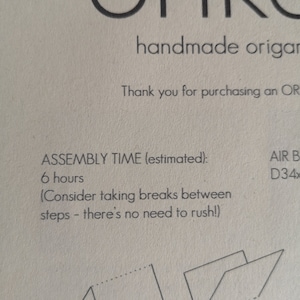 handmade origa
Thank you for purchasing an OR
ASSEMBLY TIME (estimated):
6 hours
(Consider taking breaks between
steps – there's no need to rush!)
AIR B
D34x